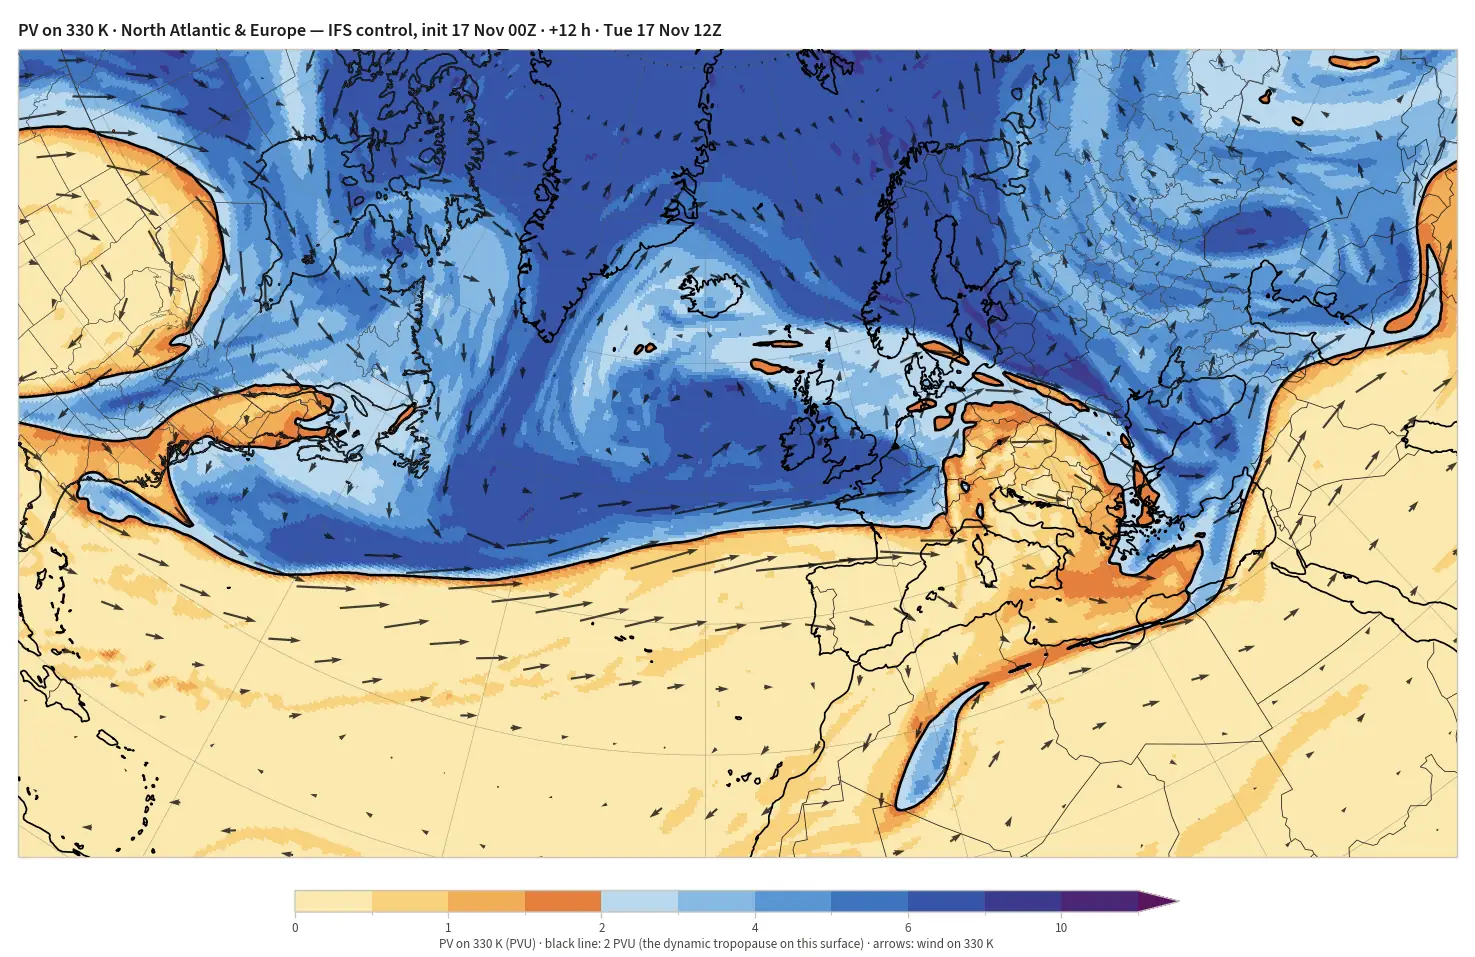 PV on 330 K · North Atlantic & Europe — IFS control, init 17 Nov 00Z · +12 h · Tue 17 Nov 12Z
0 1 2 4 6 10
PV on 330 K (PVU) · black line: 2 PVU (the dynamic tropopause on this surface) · arrows: wind on 330 K